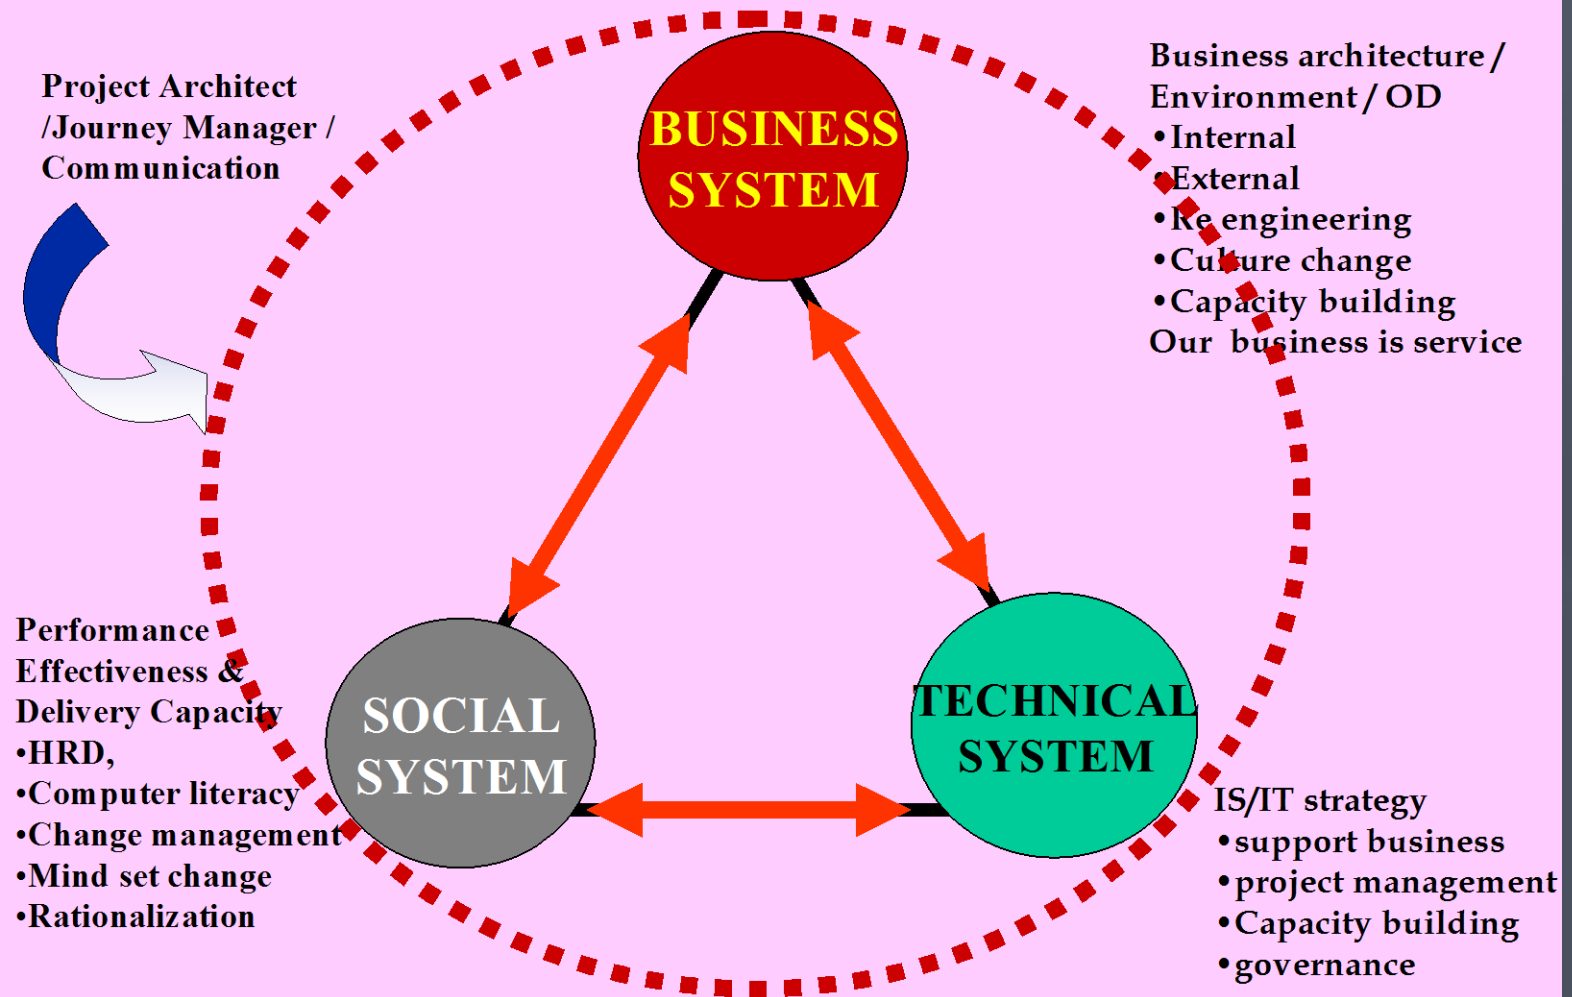 Project Architect
/Journey Manager /
Communication
BUSINESS
SYSTEM
Business architecture /
Environment / OD
•Internal
•External
•Re engineering
•Culture change
•Capacity building
Our business is service
Performance
Effectiveness &
Delivery Capacity
•HRD,
•Computer literacy
•Change management
•Mind set change
•Rationalization
SOCIAL
SYSTEM
TECHNICAL
SYSTEM
IS/IT strategy
•support business
•project management
•Capacity building
•governance